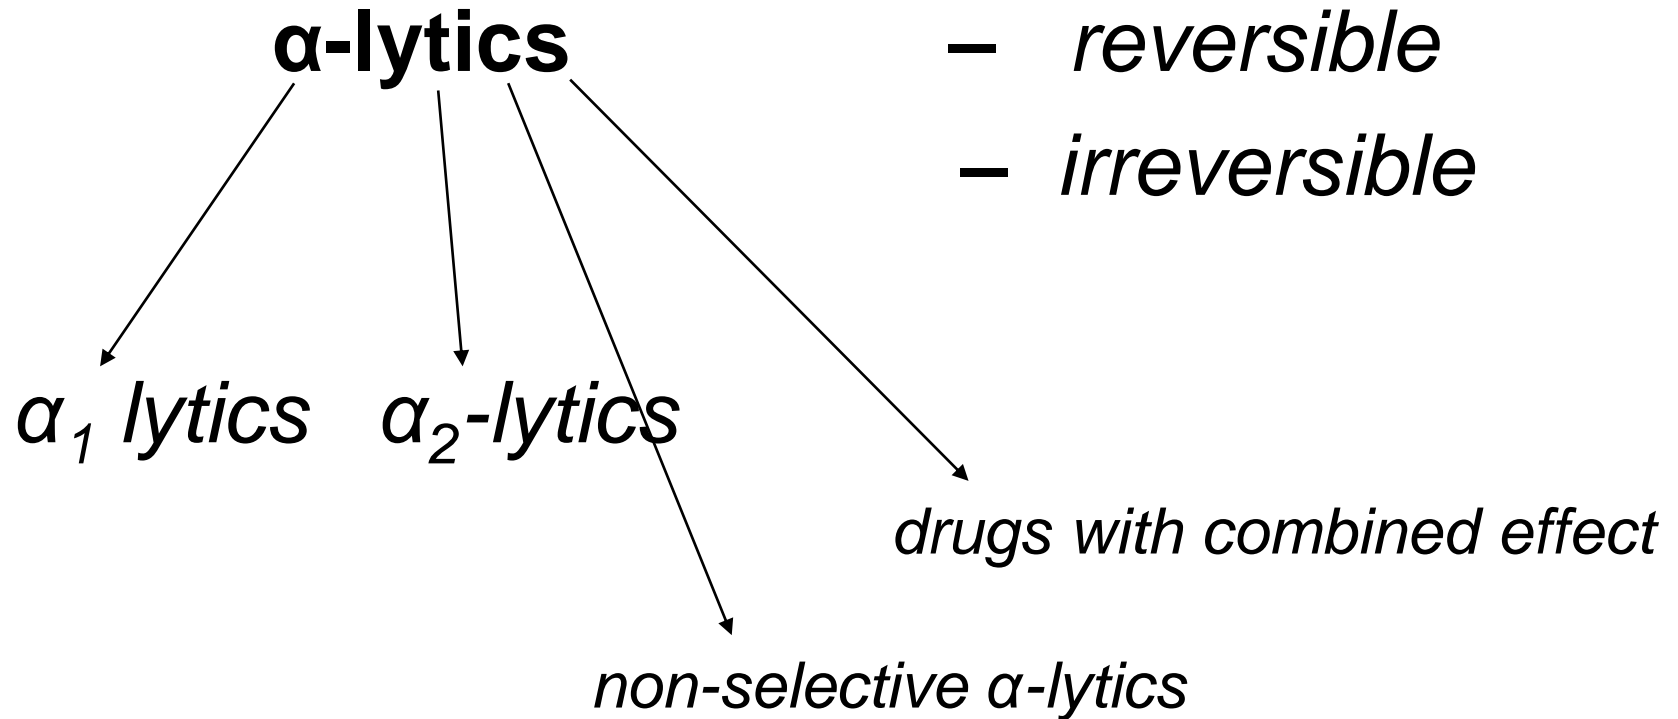 α-lytics – reversible
– irreversible
α₁ lytics α₂-lytics
drugs with combined effect
non-selective α-lytics